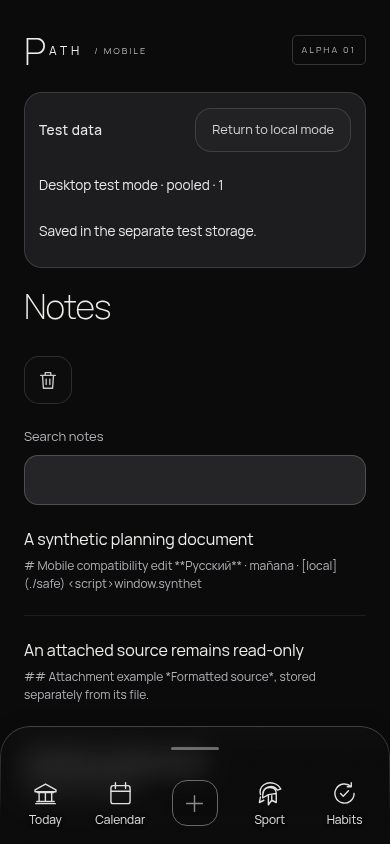 PATH / MOBILE
ALPHA 01
Test data
Return to local mode
Desktop test mode · pooled · 1
Saved in the separate test storage.
Notes
Search notes
A synthetic planning document
# Mobile compatibility edit **Русский** · mañana · [local]
(./safe) <script>window.synthet
An attached source remains read-only
## Attachment example *Formatted source*, stored
separately from its file.
Today
Calendar
Sport
Habits